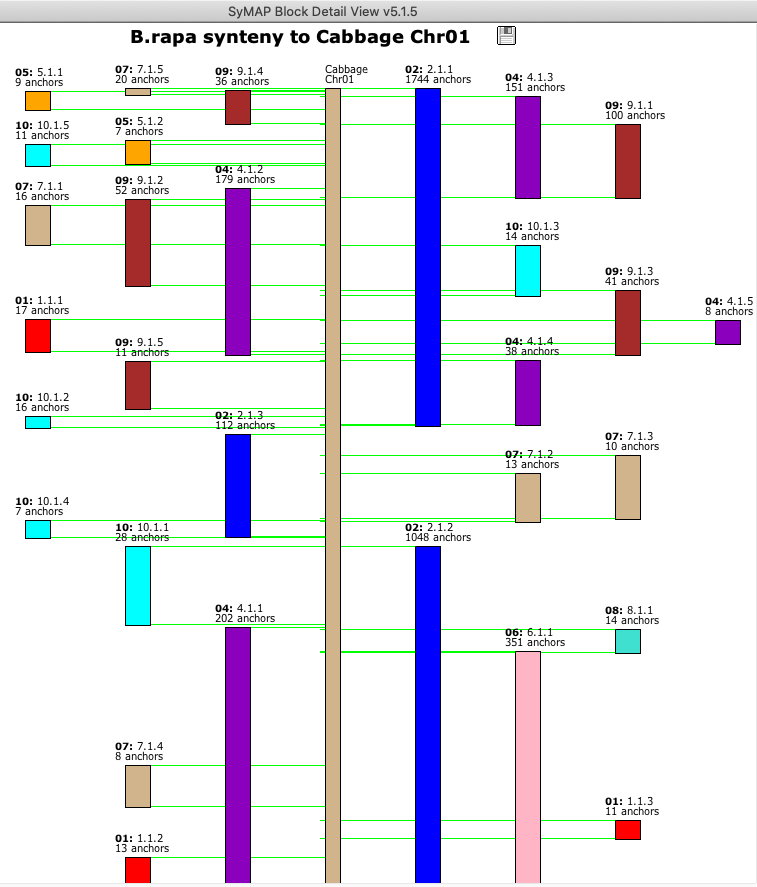 SyMAP Block Detail View v5.1.5
B.rapa synteny to Cabbage Chr01
05: 5.1.1
9 anchors
07: 7.1.5
20 anchors
09: 9.1.4
36 anchors
Cabbage
Chr01
02: 2.1.1
1744 anchors
04: 4.1.3
151 anchors
09: 9.1.1
100 anchors
10: 10.1.5
11 anchors
05: 5.1.2
7 anchors
07: 7.1.1
16 anchors
09: 9.1.2
52 anchors
04: 4.1.2
179 anchors
10: 10.1.3
14 anchors
09: 9.1.3
41 anchors
04: 4.1.5
8 anchors
01: 1.1.1
17 anchors
09: 9.1.5
11 anchors
04: 4.1.4
38 anchors
10: 10.1.2
16 anchors
02: 2.1.3
112 anchors
07: 7.1.2
13 anchors
07: 7.1.3
10 anchors
10: 10.1.4
7 anchors
10: 10.1.1
28 anchors
02: 2.1.2
1048 anchors
04: 4.1.1
202 anchors
06: 6.1.1
351 anchors
08: 8.1.1
14 anchors
07: 7.1.4
8 anchors
01: 1.1.3
11 anchors
01: 1.1.2
13 anchors